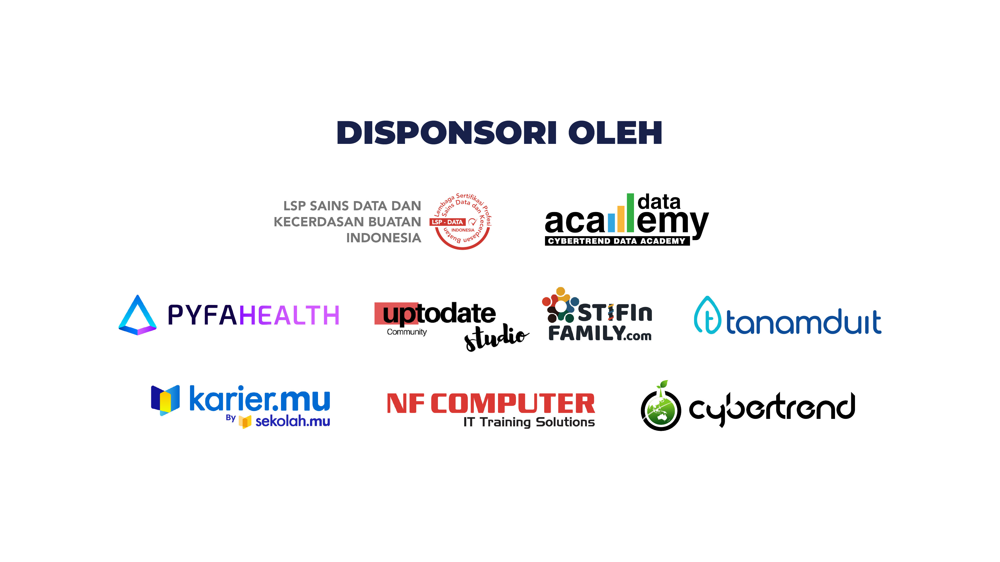 DISPONSORI OLEH
LSP SAINS DATA DAN
KECERDASAN BUATAN
INDONESIA
Lembaga Sertifikasi Profesi
Sains Data dan Kecerdasan Buatan
LSP - DATA
INDONESIA
data
academy
CYBERTREND DATA ACADEMY
PYFAHEALTH
uptodate
Community
studio
STIFIn
FAMILY.com
tanamduit
karier.mu
By sekolah.mu
NF COMPUTER
IT Training Solutions
cybertrend